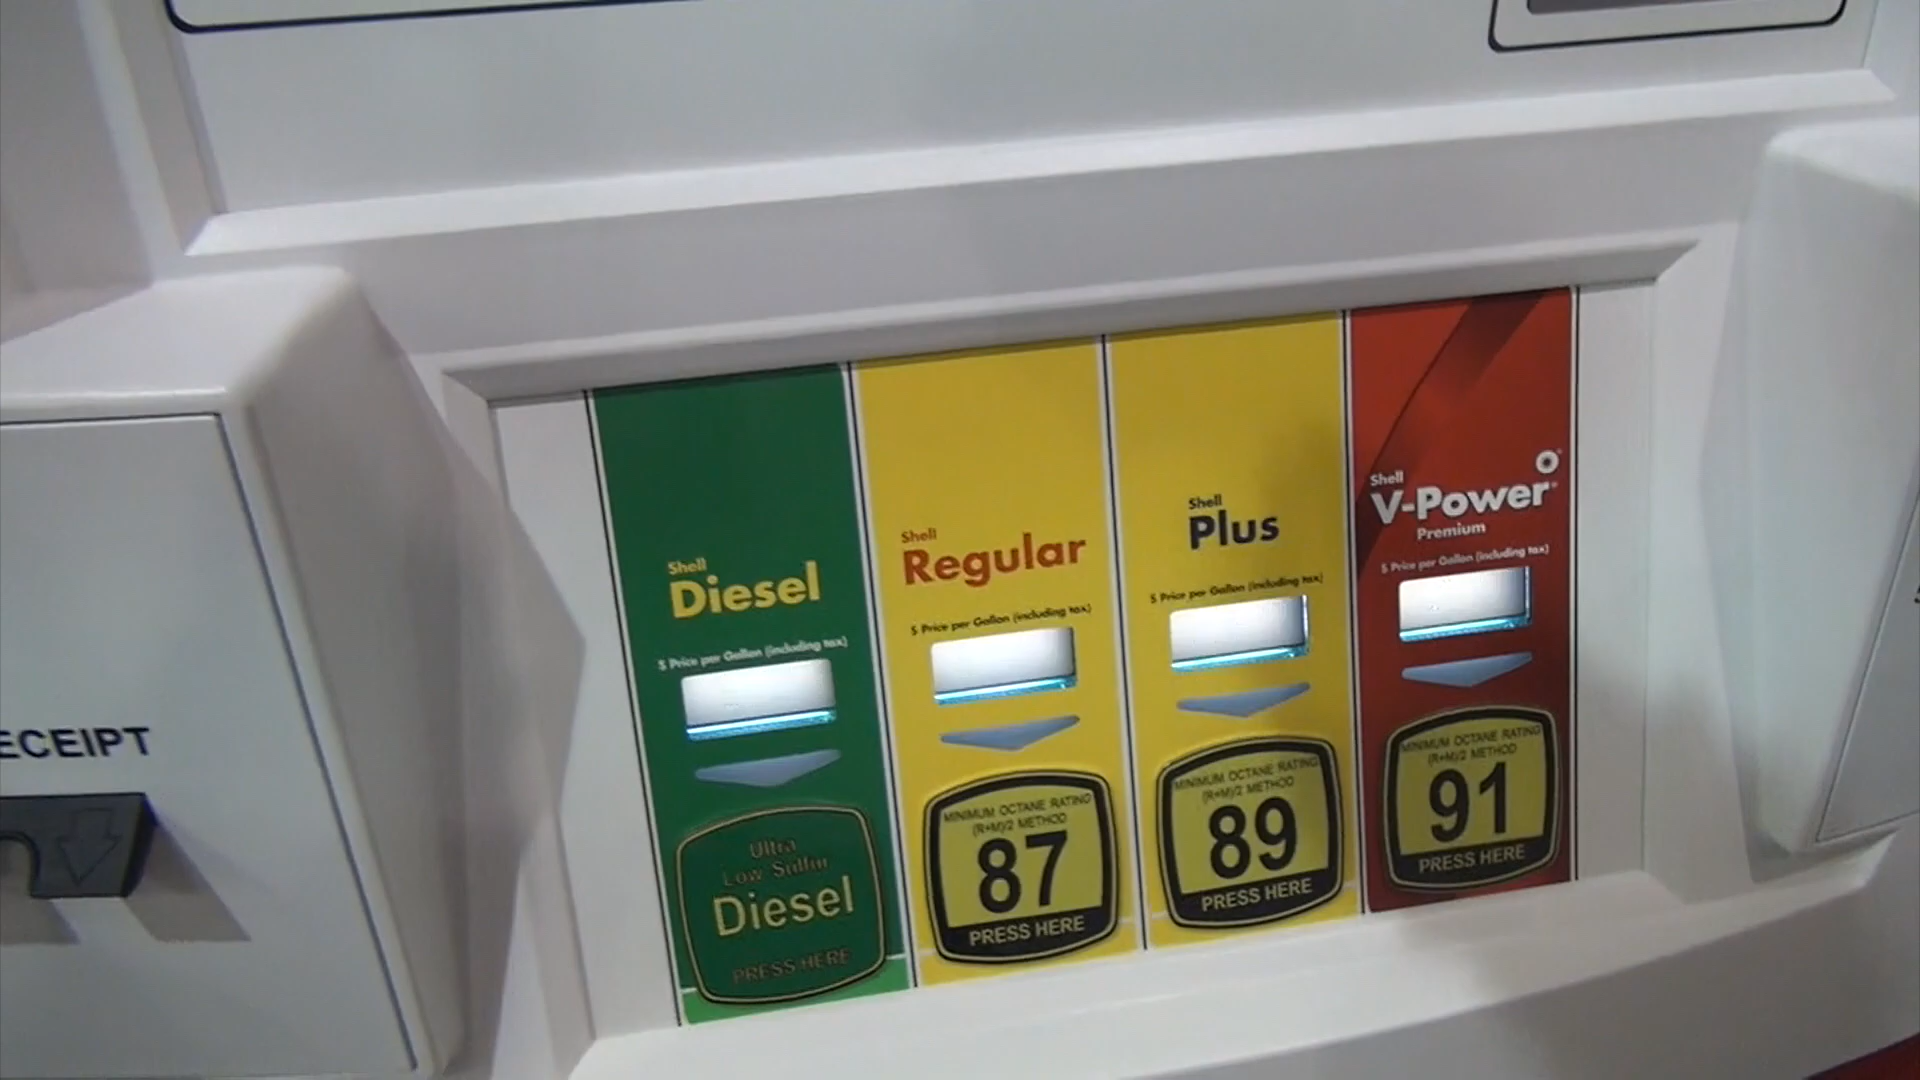 ECEIPT
Shell
Diesel
$ Price per Gallon (including tax)
Ultra
Low Sulfur
Diesel
PRESS HERE
Shell
Regular
$ Price per Gallon (including tax)
MINIMUM OCTANE RATING
(R+M)/2 METHOD
87
PRESS HERE
Shell
Plus
$ Price per Gallon (including tax)
MINIMUM OCTANE RATING
(R+M)/2 METHOD
89
PRESS HERE
Shell
V-Power
Premium
$ Price per Gallon (including tax)
MINIMUM OCTANE RATING
(R+M)/2 METHOD
91
PRESS HERE